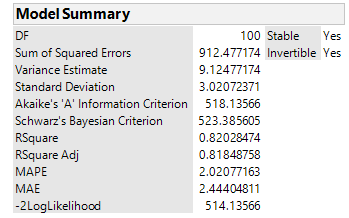 Model Summary
DF 100 Stable Yes
Sum of Squared Errors 912.477174 Invertible Yes
Variance Estimate 9.12477174
Standard Deviation 3.02072371
Akaike's 'A' Information Criterion 518.13566
Schwarz's Bayesian Criterion 523.385605
RSquare 0.82028474
RSquare Adj 0.81848758
MAPE 2.02077163
MAE 2.44404811
-2LogLikelihood 514.13566